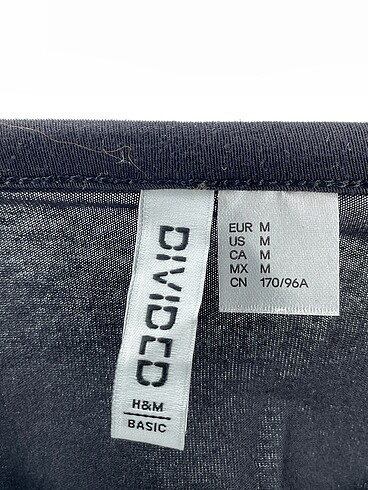 DIVIDED
H&M
BASIC
EUR M
US M
CA M
MX M
CN 170/96A